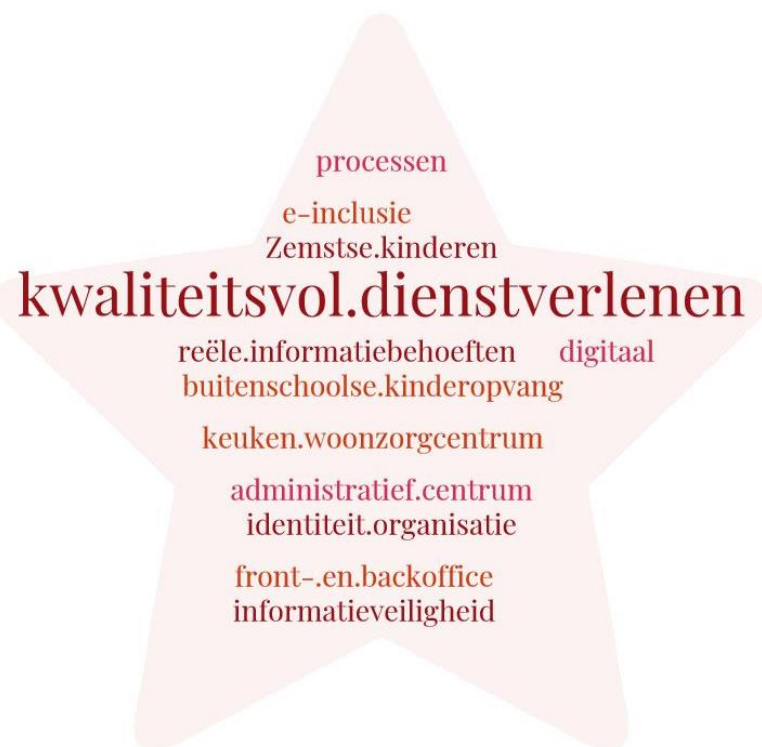 processen
e-inclusie
Zemstse.kinderen
kwaliteitsvol.dienstverlenen
reële.informatiebehoeften digitaal
buitenschoolse.kinderopvang
keuken.woonzorgcentrum
administratief.centrum
identiteit.organisatie
front-.en.backoffice
informatieveiligheid